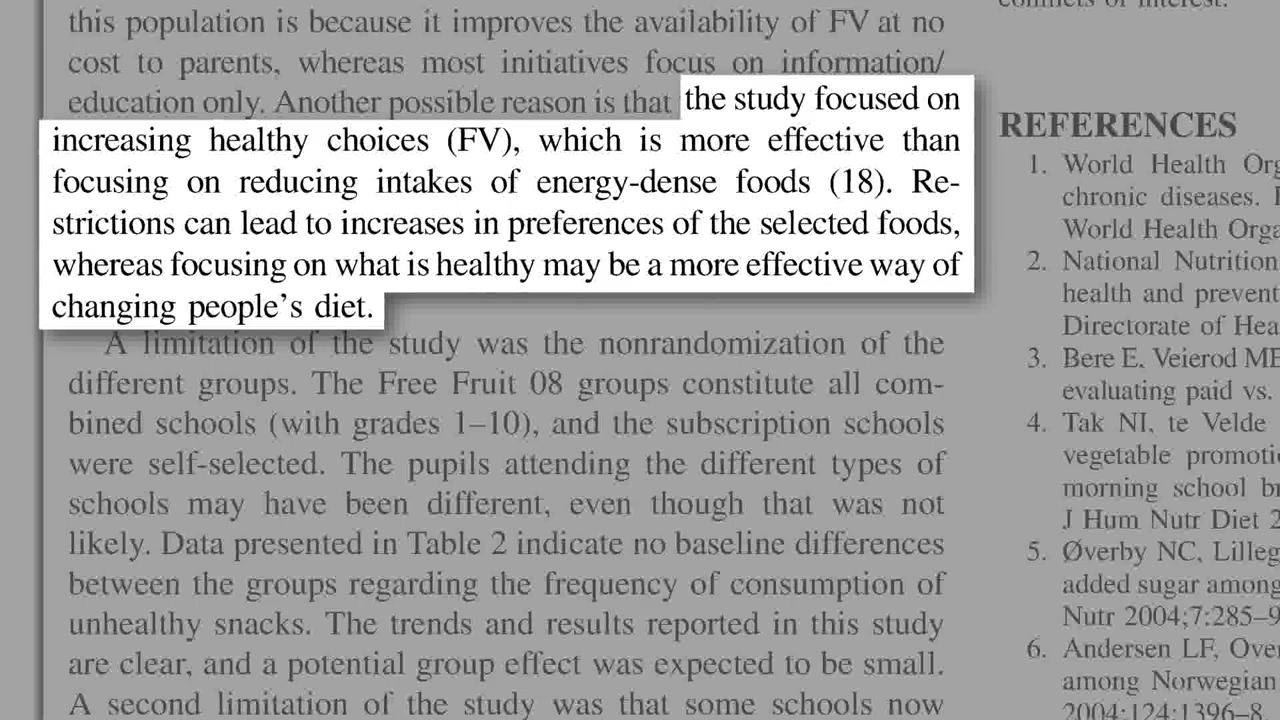 this population is because it improves the availability of FV at no
cost to parents, whereas most initiatives focus on information/
education only. Another possible reason is that the study focused on
increasing healthy choices (FV), which is more effective than
focusing on reducing intakes of energy-dense foods (18). Re-
strictions can lead to increases in preferences of the selected foods,
whereas focusing on what is healthy may be a more effective way of
changing people’s diet.
A limitation of the study was the nonrandomization of the
different groups. The Free Fruit 08 groups constitute all com-
bined schools (with grades 1–10), and the subscription schools
were self-selected. The pupils attending the different types of
schools may have been different, even though that was not
likely. Data presented in Table 2 indicate no baseline differences
between the groups regarding the frequency of consumption of
unhealthy snacks. The trends and results reported in this study
are clear, and a potential group effect was expected to be small.
A second limitation of the study was that some schools now
conflicts of interest.
REFERENCES
1. World Health Org
chronic diseases.
World Health Orga
2. National Nutrition
health and prevent
Directorate of Hea
3. Bere E, Veierod ME
evaluating paid vs.
4. Tak NI, te Velde
vegetable promoti
morning school br
J Hum Nutr Diet 2
5. Øverby NC, Lilleg
added sugar among
Nutr 2004;7:285–9
6. Andersen LF, Over
among Norwegian
2004;124:1396–8.